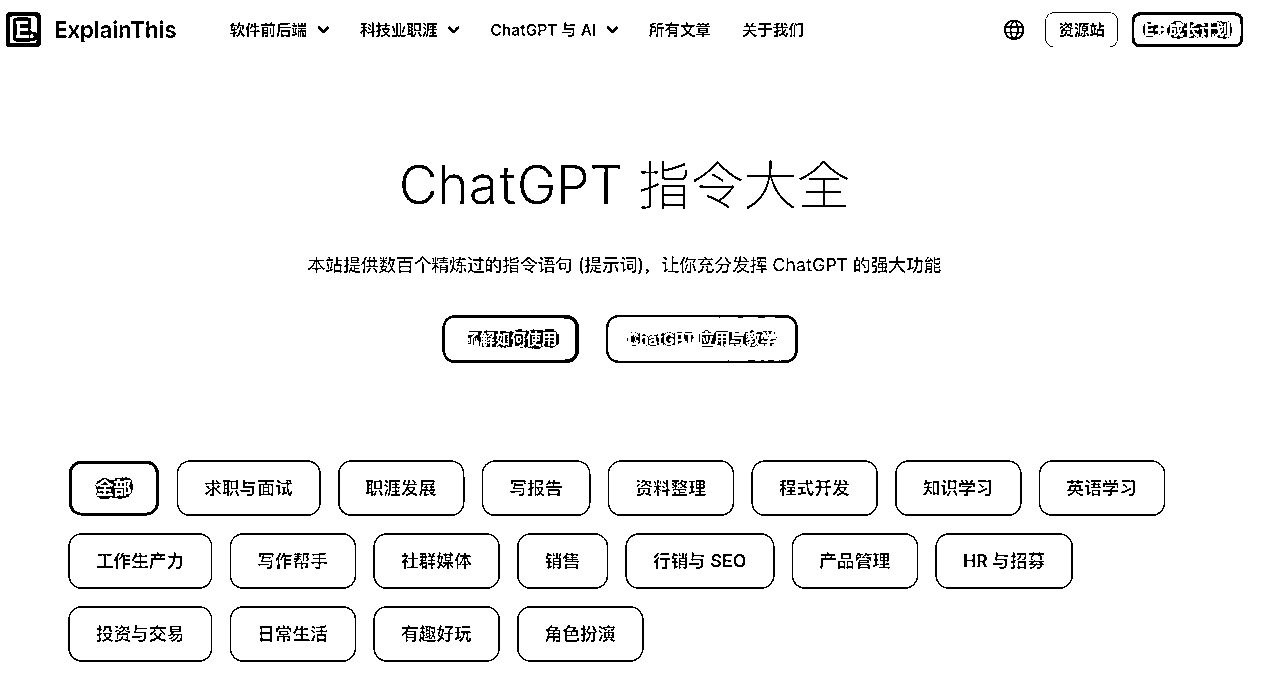 ExplainThis 软件前后端 科技业职涯 ChatGPT 与 AI 所有文章 关于我们 资源站 E+ 成长计划
ChatGPT 指令大全
本站提供数百个精炼过的指令语句 (提示词)，让你充分发挥 ChatGPT 的强大功能
了解如何使用 ChatGPT 应用与教学
全部 求职与面试 职涯发展 写报告 资料整理 程式开发 知识学习 英语学习
工作生产力 写作帮手 社群媒体 销售 行销与 SEO 产品管理 HR 与招募
投资与交易 日常生活 有趣好玩 角色扮演